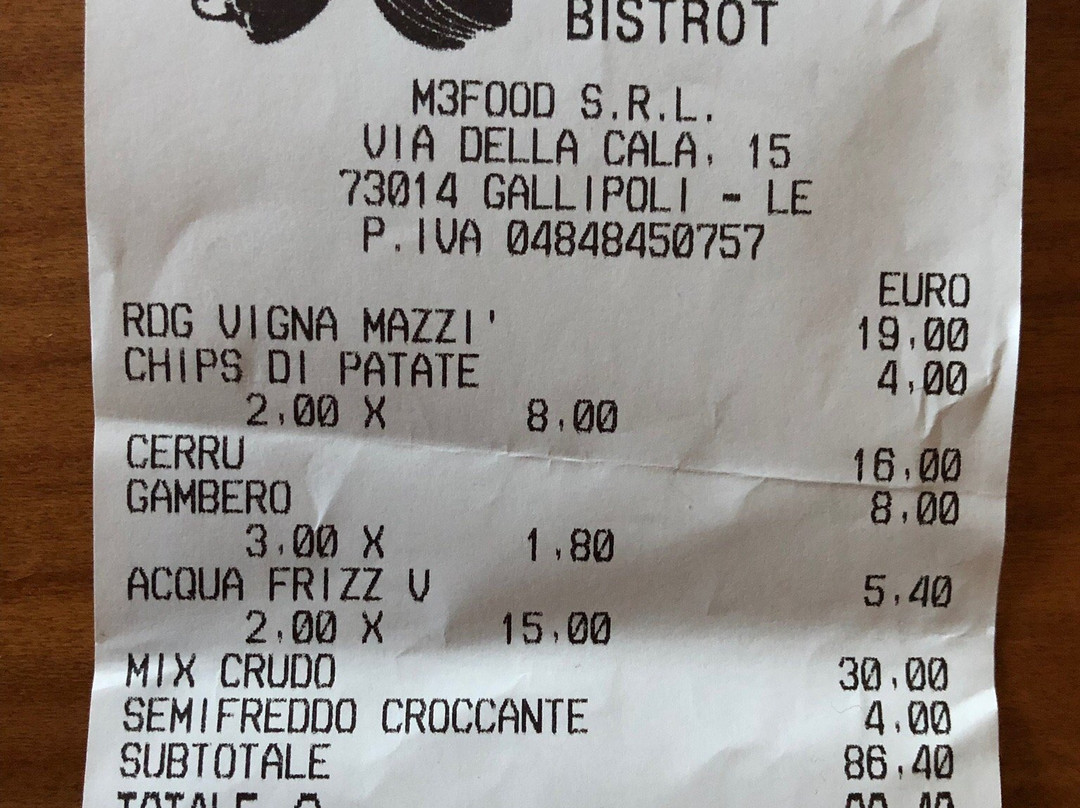 BISTROT
M3FOOD S.R.L.
VIA DELLA CALA, 15
73014 GALLIPOLI - LE
P.IVA 04848450757
EURO
RDG VIGNA MAZZI' 19,00
CHIPS DI PATATE 4,00
2,00 X 8,00
CERRU 16,00
GAMBERO 8,00
3,00 X 1,80
ACQUA FRIZZ V 5,40
2,00 X 15,00
MIX CRUDO 30,00
SEMIFREDDO CROCCANTE 4,00
SUBTOTALE 86,40
TOTALE